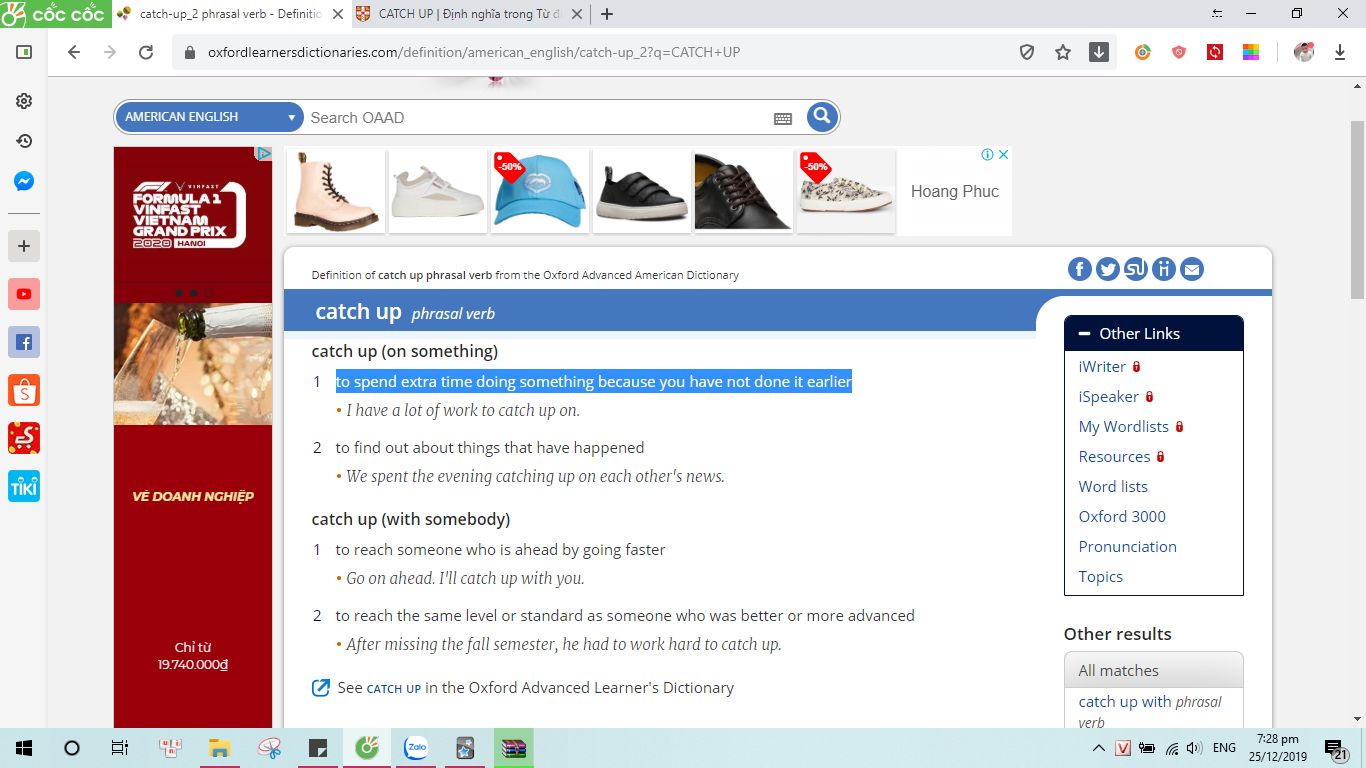 cốc cốc
catch-up_2 phrasal verb - Definitio
CATCH UP | Định nghĩa trong Từ đ
oxfordlearnersdictionaries.com/definition/american_english/catch-up_2?q=CATCH+UP
AMERICAN ENGLISH
Search OAAD
VINFAST
FORMULA 1
VINFAST
VIETNAM
GRAND PRIX
2020 HANOI
-50%
-50%
Hoang Phuc
VÉ DOANH NGHIỆP
Chỉ từ
19.740.000₫
Definition of catch up phrasal verb from the Oxford Advanced American Dictionary
catch up phrasal verb
catch up (on something)
1 to spend extra time doing something because you have not done it earlier
• I have a lot of work to catch up on.
2 to find out about things that have happened
• We spent the evening catching up on each other's news.
catch up (with somebody)
1 to reach someone who is ahead by going faster
• Go on ahead. I'll catch up with you.
2 to reach the same level or standard as someone who was better or more advanced
• After missing the fall semester, he had to work hard to catch up.
See CATCH UP in the Oxford Advanced Learner's Dictionary
Other Links
iWriter
iSpeaker
My Wordlists
Resources
Word lists
Oxford 3000
Pronunciation
Topics
Other results
All matches
catch up with phrasal
verb
TIKI
Zalo
V
ENG
7:28 pm
25/12/2019
21